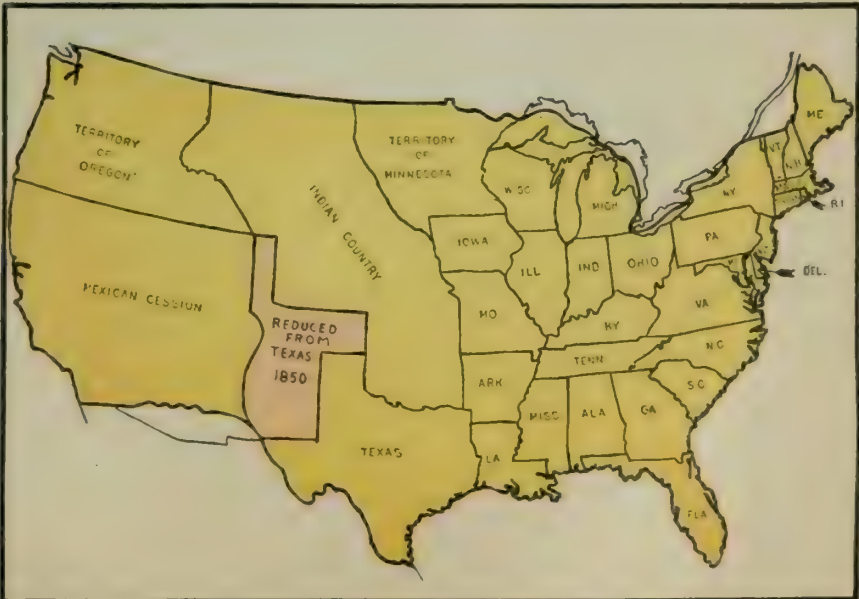 TERRITORY
OF
OREGON
TERRITORY
OF
MINNESOTA
INDIAN COUNTRY
MEXICAN CESSION
REDUCED
FROM
TEXAS
1850
TEXAS
WISC
MICH
IOWA
ILL
IND
OHIO
MO
KY
TENN
ARK
MISS
ALA
GA
LA
FLA
S C
N C
VA
PA
NY
VT
N H
ME
R I
DEL.